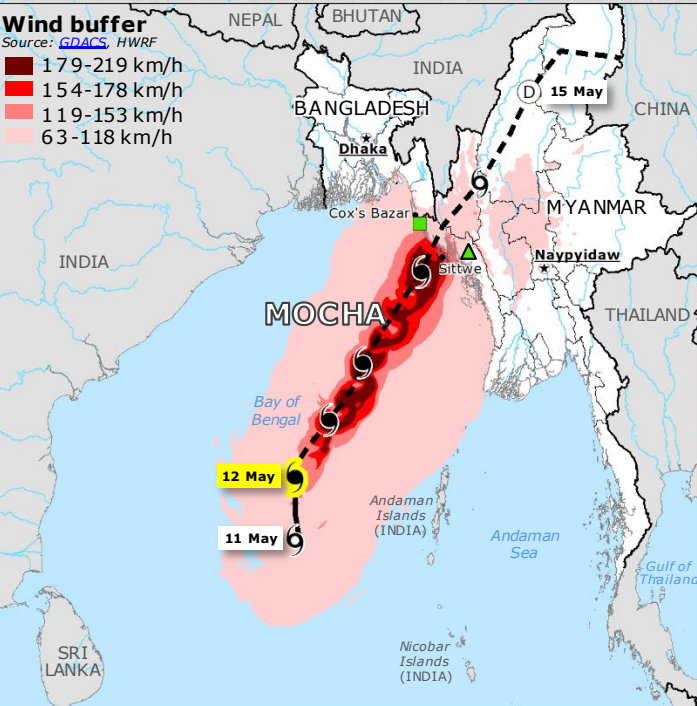 Wind buffer
Source: GDACS, HWRF
179-219 km/h
154-178 km/h
119-153 km/h
63-118 km/h
NEPAL
BHUTAN
INDIA
BANGLADESH
Dhaka
D
15 May
CHINA
Cox's Bazar
MYANMAR
INDIA
Sittwe
Naypyidaw
MOCHA
THAILAND
Bay of
Bengal
12 May
11 May
Andaman
Islands
(INDIA)
Andaman
Sea
Gulf of
Thailand
SRI
LANKA
Nicobar
Islands
(INDIA)